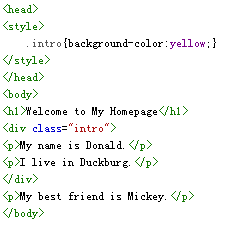 <head>
<style>
.intro{background-color:yellow;}
</style>
</head>
<body>
<h1>Welcome to My Homepage</h1>
<div class="intro">
<p>My name is Donald.</p>
<p>I live in Duckburg.</p>
</div>
<p>My best friend is Mickey.</p>
</body>